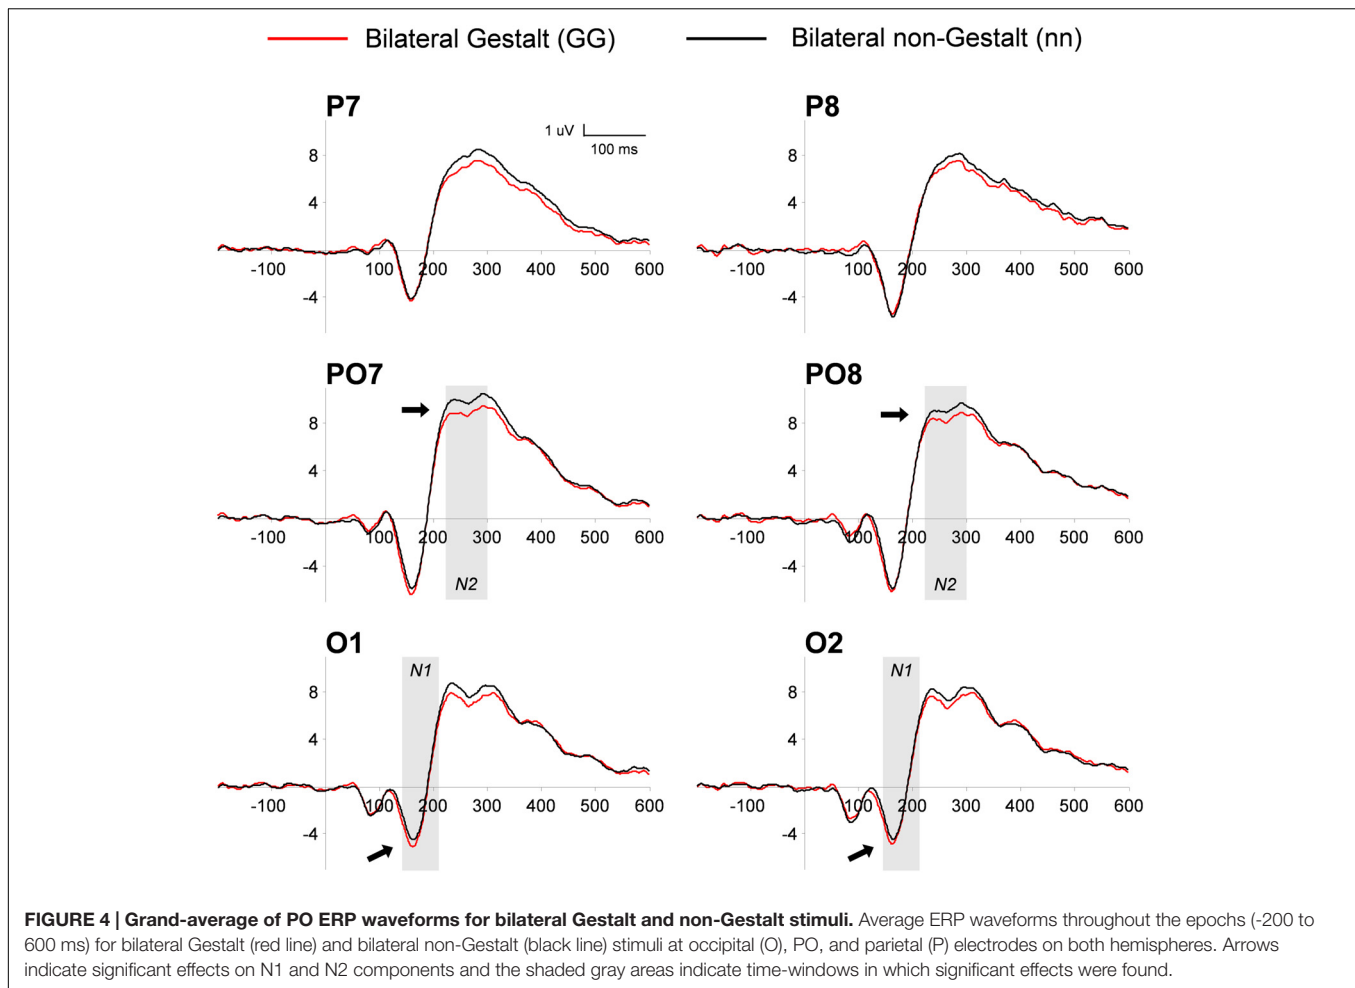 Bilateral Gestalt (GG) Bilateral non-Gestalt (nn)
P7 P8
1 uV
100 ms
8
4
-4
-100 100 200 300 400 500 600
8
4
-4
-100 100 200 300 400 500 600
PO7 PO8
8
4
-4
-100 100 200 300 400 500 600
N2
8
4
-4
-100 100 200 300 400 500 600
N2
O1 O2
N1
8
4
-4
-100 100 200 300 400 500 600
N1
8
4
-4
-100 100 200 300 400 500 600
FIGURE 4 | Grand-average of PO ERP waveforms for bilateral Gestalt and non-Gestalt stimuli. Average ERP waveforms throughout the epochs (-200 to
600 ms) for bilateral Gestalt (red line) and bilateral non-Gestalt (black line) stimuli at occipital (O), PO, and parietal (P) electrodes on both hemispheres. Arrows
indicate significant effects on N1 and N2 components and the shaded gray areas indicate time-windows in which significant effects were found.